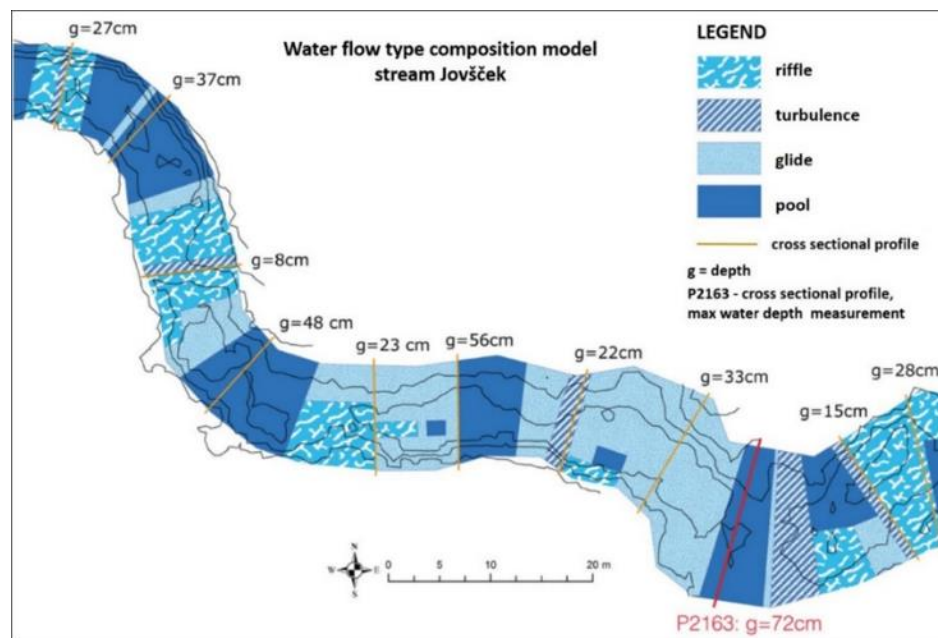 Water flow type composition model
stream Jovšček
LEGEND
riffle
turbulence
glide
pool
cross sectional profile
g = depth
P2163 - cross sectional profile,
max water depth measurement
g=27cm
g=37cm
g=8cm
g=48 cm
g=23 cm
g=56cm
g=22cm
g=33cm
g=15cm
g=28cm
P2163: g=72cm
N
W E
S
0 5 10 20 m